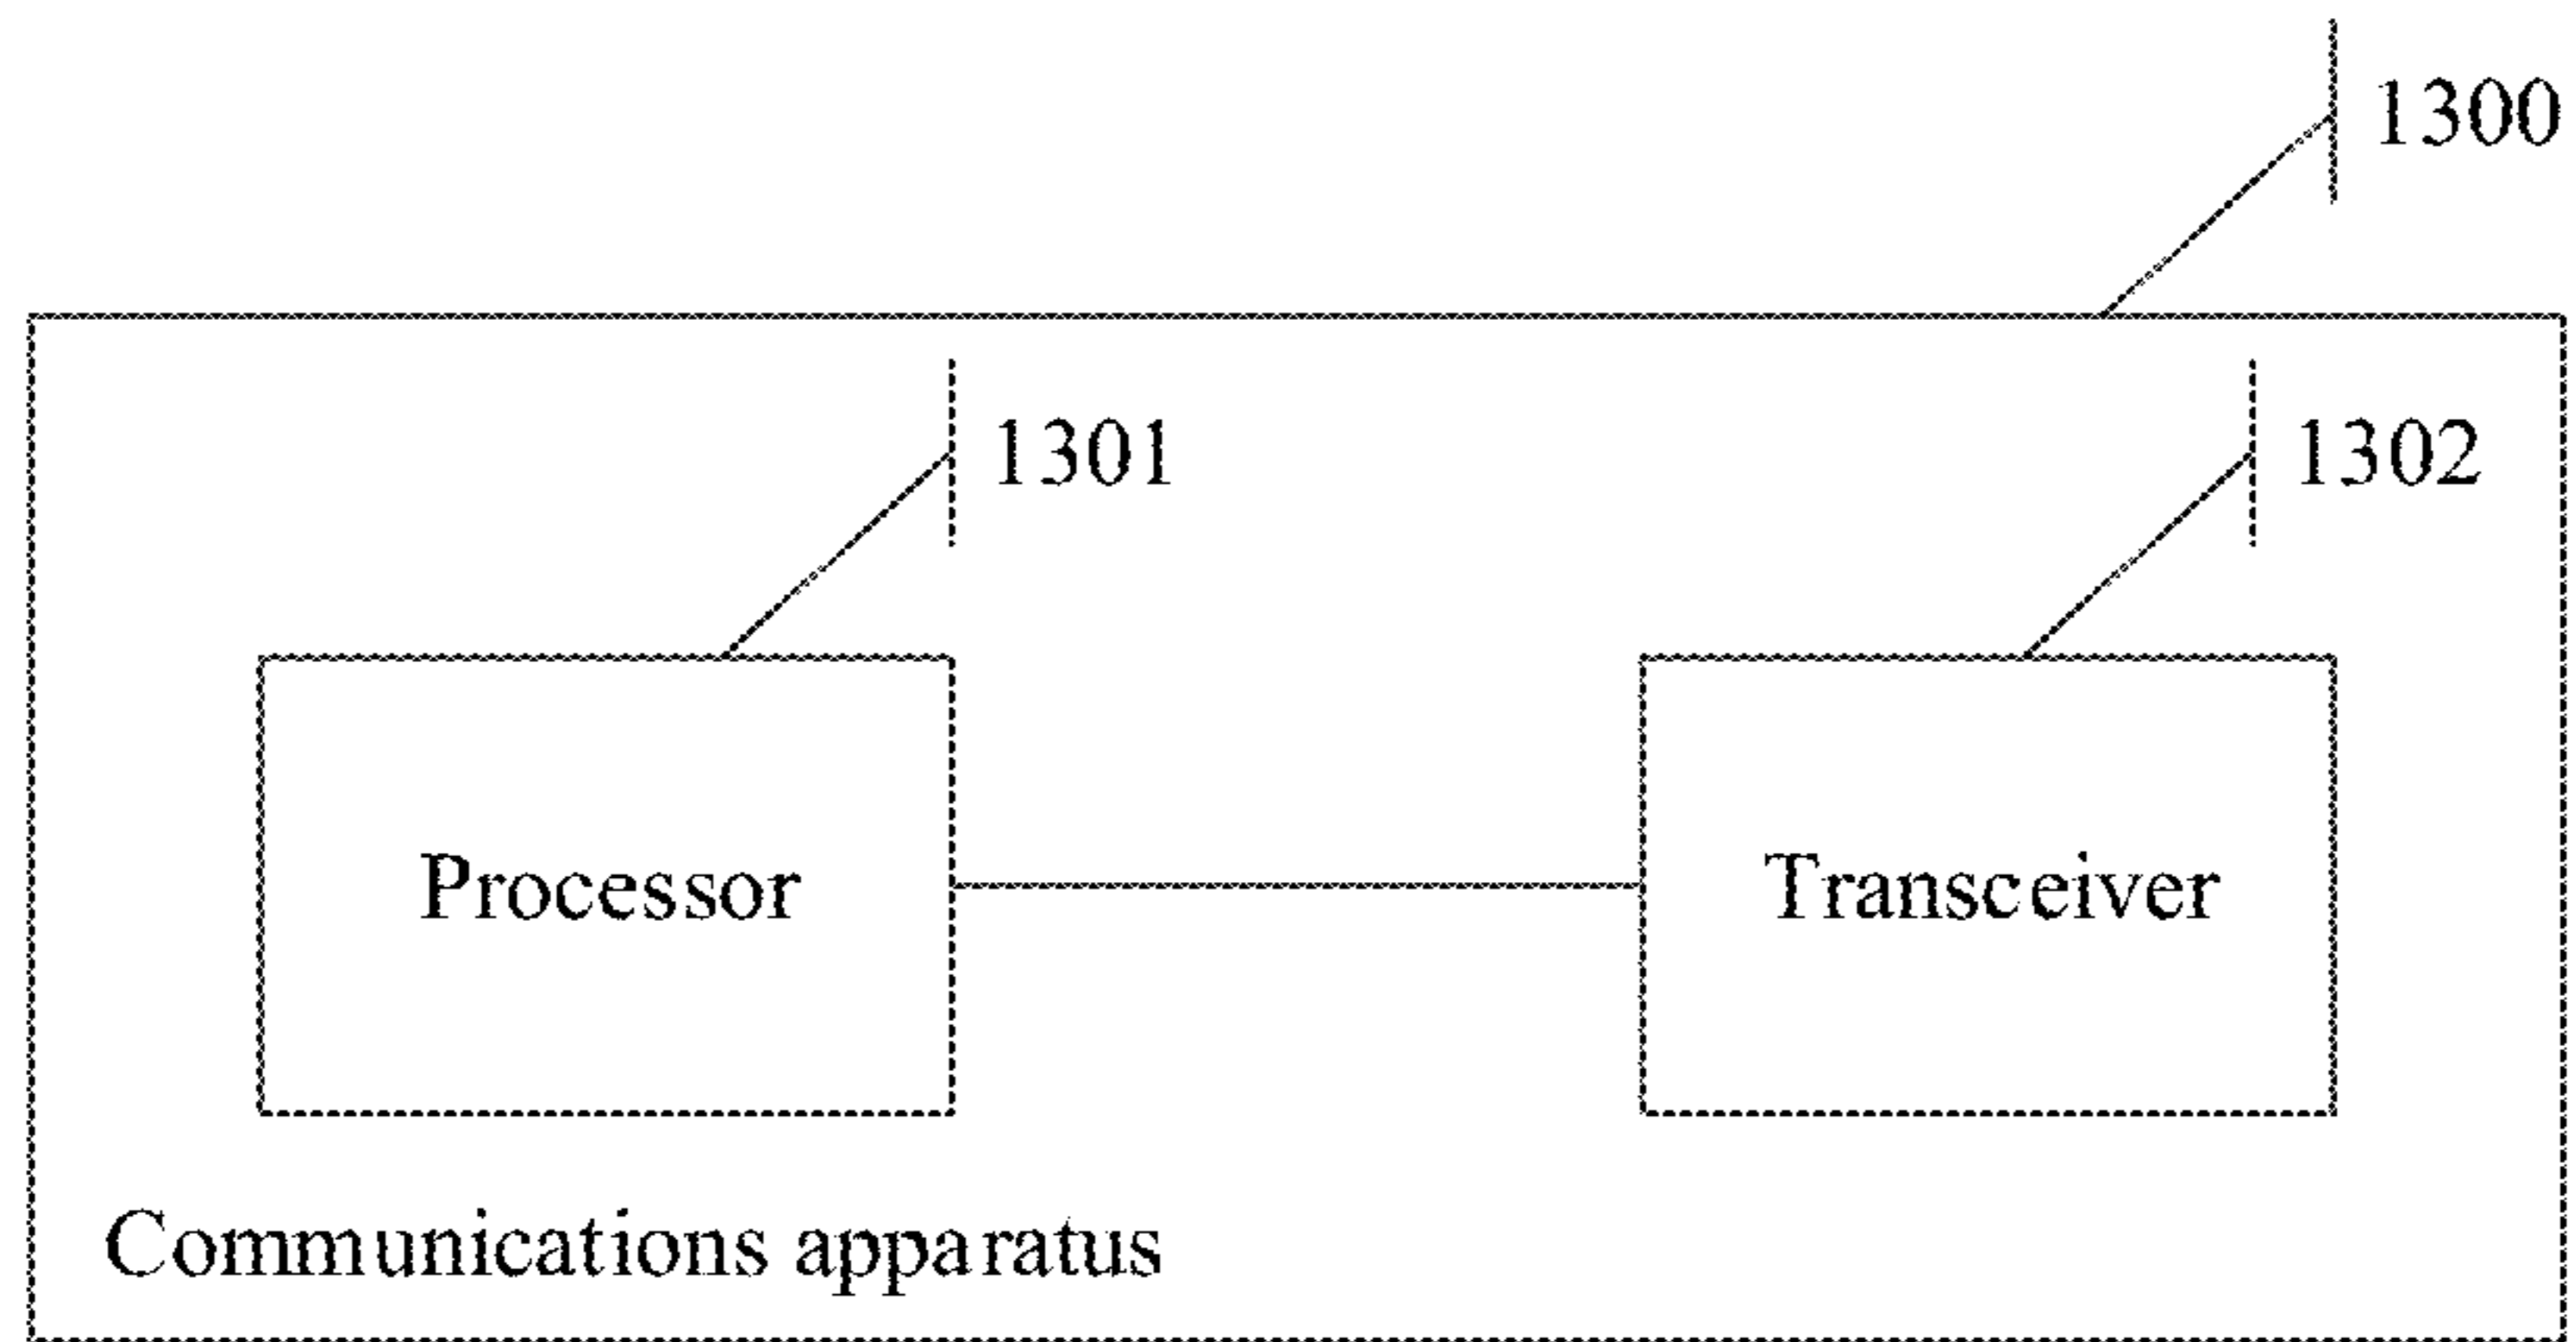 1300
1301
1302
Processor
Transceiver
Communications apparatus